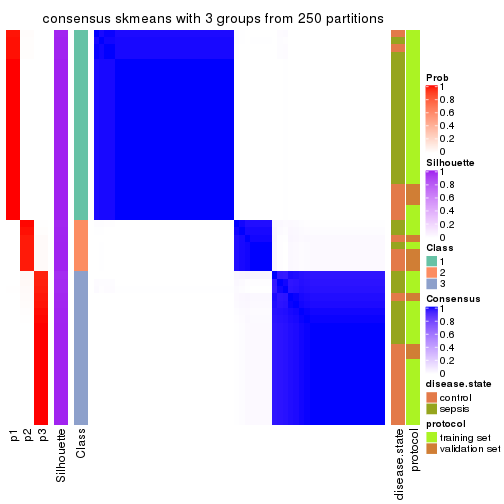 consensus skmeans with 3 groups from 250 partitions
Prob
1
0.8
0.6
0.4
0.2
0
Silhouette
1
0.8
0.6
0.4
0.2
0
Class
1
2
3
Consensus
1
0.8
0.6
0.4
0.2
0
disease.state
control
sepsis
protocol
training set
validation set
p1
p2
p3
Silhouette
Class
disease.state
protocol